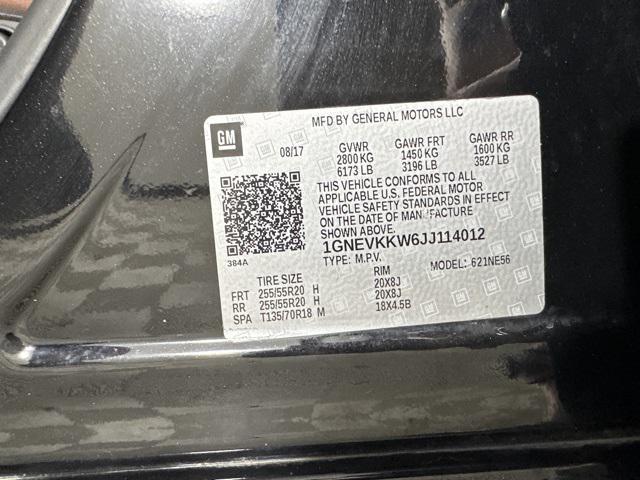 MFD BY GENERAL MOTORS LLC
GM
08/17 GVWR GAWR FRT GAWR RR
2800 KG 1450 KG 1600 KG
6173 LB 3196 LB 3527 LB
THIS VEHICLE CONFORMS TO ALL
APPLICABLE U.S. FEDERAL MOTOR
VEHICLE SAFETY STANDARDS IN EFFECT
ON THE DATE OF MANUFACTURE
SHOWN ABOVE.
1GNEVKKW6JJ114012
384A TYPE: M.P.V. MODEL: 621NE56
TIRE SIZE RIM
FRT 255/55R20 H 20X8J
RR 255/55R20 H 20X8J
SPA T135/70R18 M 18X4.5B